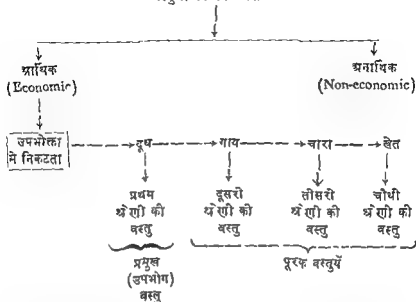 आर्थिक
(Economic)
अनार्थिक
(Non-economic)
उपभोक्ता
से निकटता
दूध
गाय
चारा
खेत
प्रथम
श्रेणी की
वस्तु
दूसरी
श्रेणी की
वस्तु
तीसरी
श्रेणी की
वस्तु
चौथी
श्रेणी की
वस्तु
प्रमुख
(उपभोग)
वस्तु
पूरक वस्तुयें